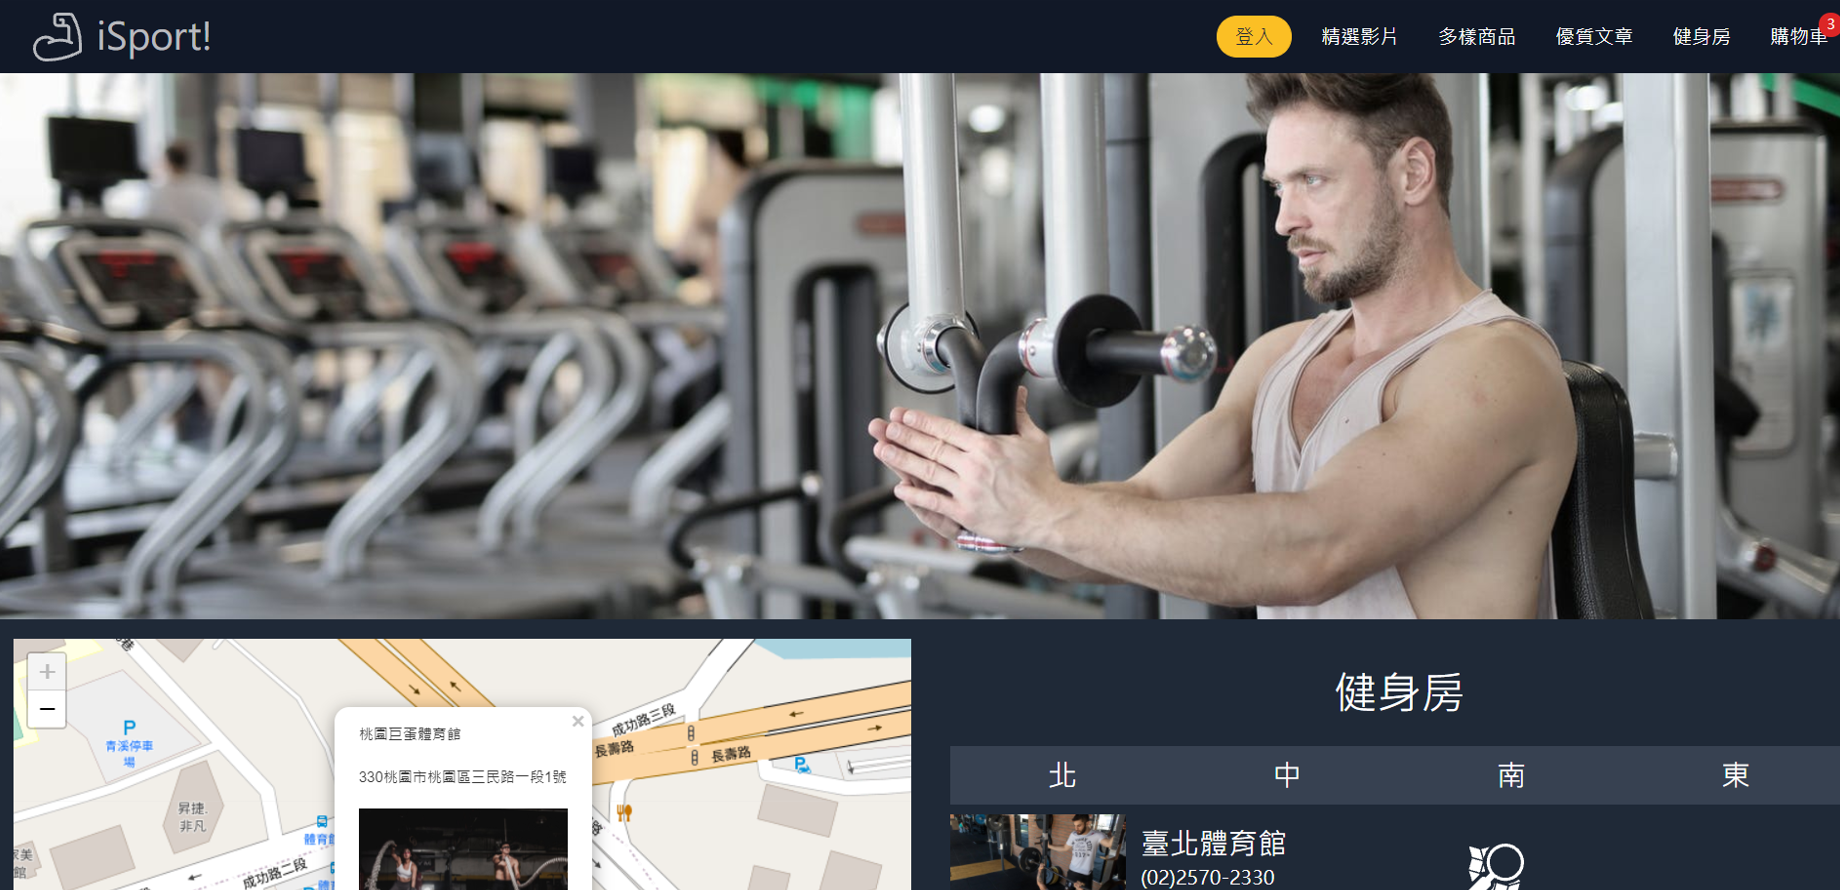 iSport!
登入
精選影片
多樣商品
優質文章
健身房
購物車
3
+
−
P
青溪停車
場
昇捷.
非凡
體育館
成功路二段
桃園巨蛋體育館
330桃園市桃園區三民路一段1號
×
成功路三段
長壽路
長壽路
P
健身房
北
中
南
東
臺北體育館
(02)2570-2330